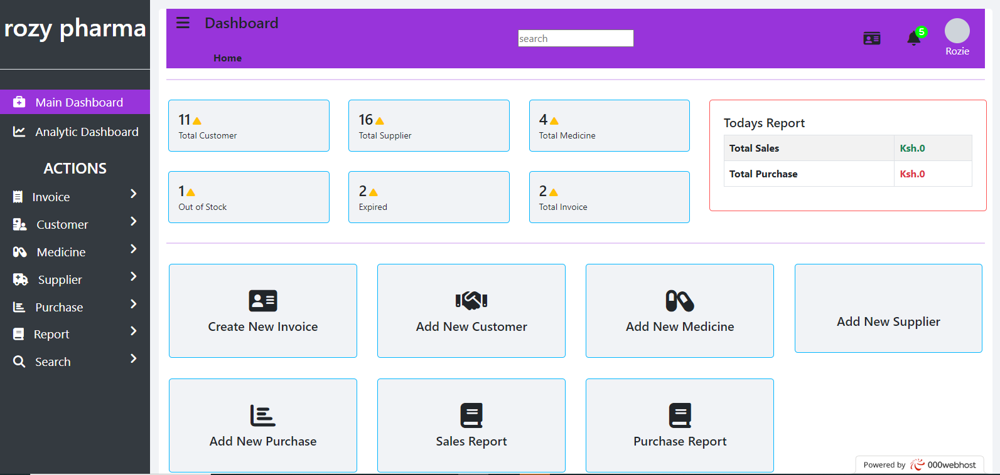 rozy pharma
Main Dashboard
Analytic Dashboard
ACTIONS
Invoice
Customer
Medicine
Supplier
Purchase
Report
Search
Dashboard
search
5
Rozie
Home
11
Total Customer
16
Total Supplier
4
Total Medicine
1
Out of Stock
2
Expired
2
Total Invoice
Todays Report
Total Sales Ksh.0
Total Purchase Ksh.0
Create New Invoice
Add New Customer
Add New Medicine
Add New Supplier
Add New Purchase
Sales Report
Purchase Report
Powered by 000webhost